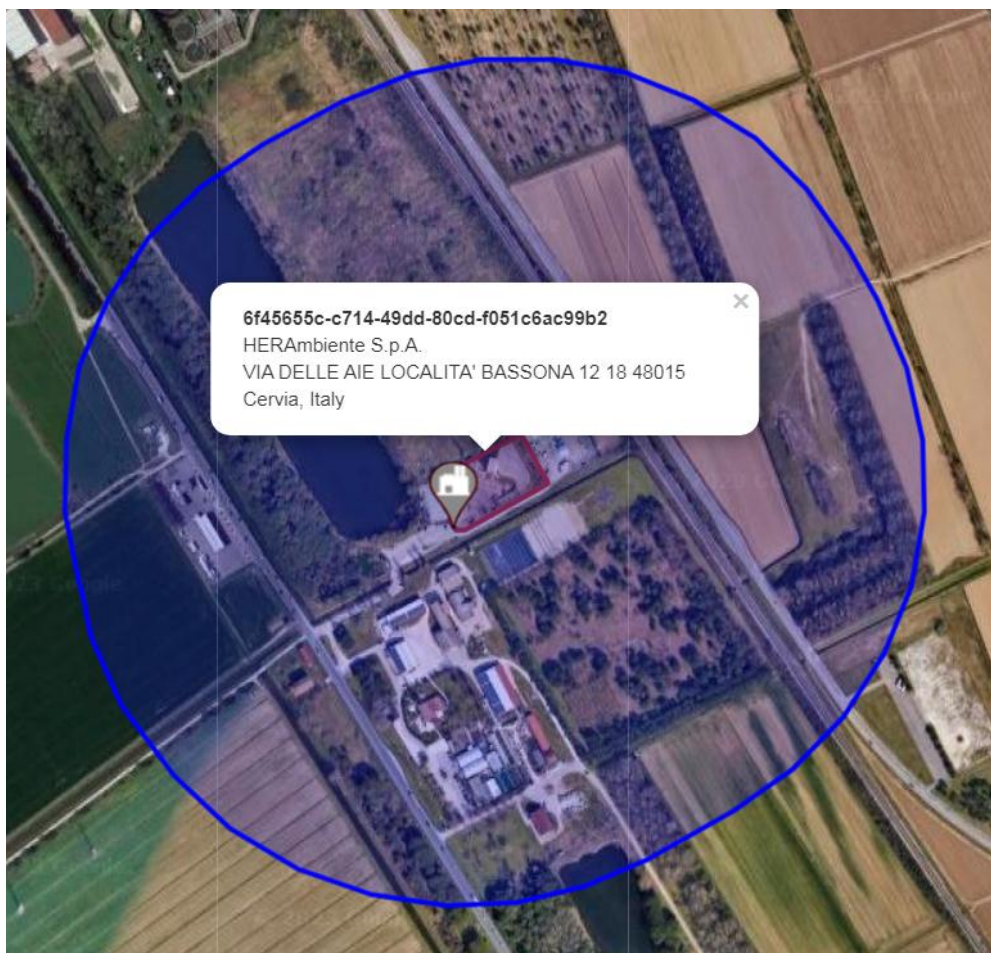 6f45655c-c714-49dd-80cd-f051c6ac99b2
HERAmbiente S.p.A.
VIA DELLE AIE LOCALITA' BASSONA 12 18 48015
Cervia, Italy